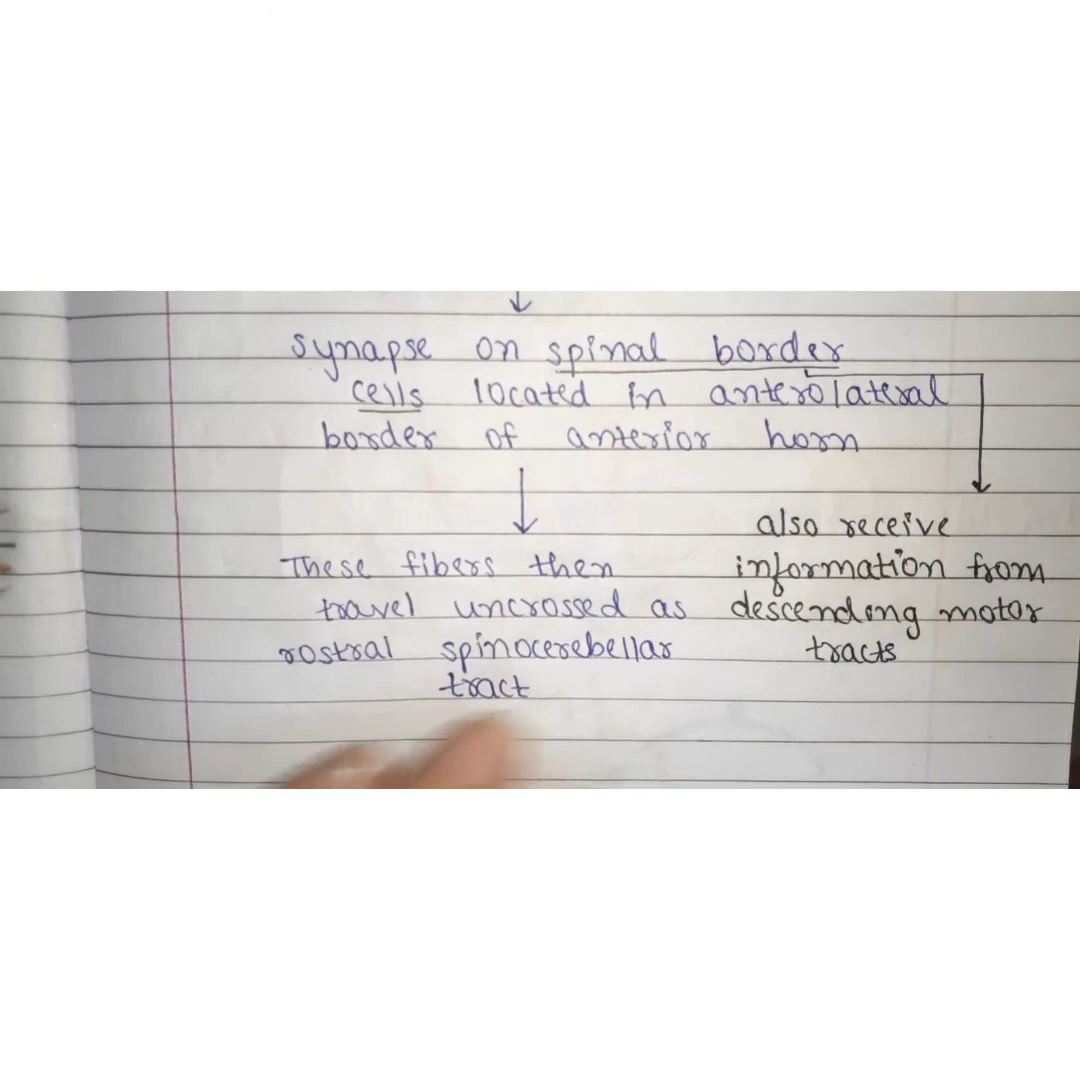 synapse on spinal border
cells located in anterolateral
border of anterior horn
These fibers then
travel uncrossed as
rostral spinocerebellar
tract
also receive
information from
descending motor
tracts